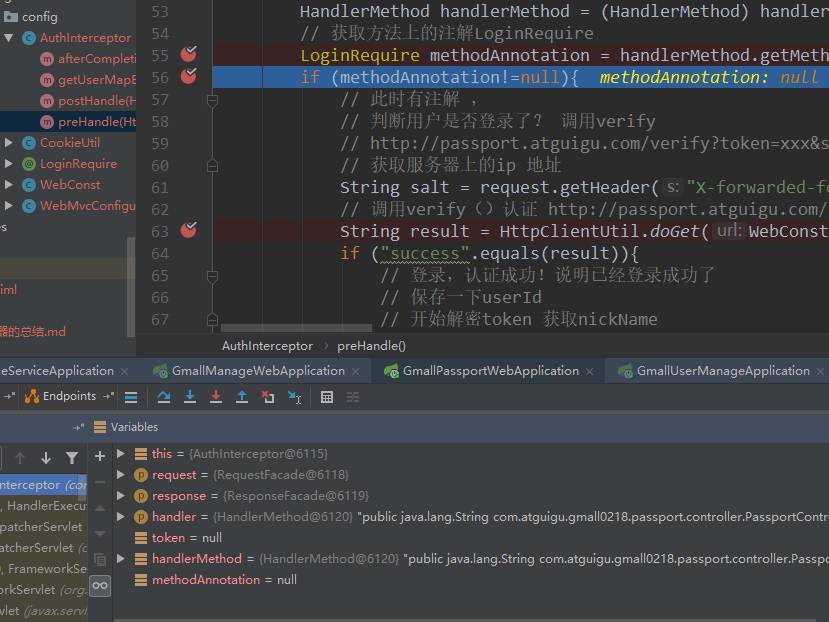 config
AuthInterceptor
afterCompleti
getUserMapB
postHandle(H
preHandle(Ht
CookieUtil
LoginRequire
WebConst
WebMvcConfigu
es
iml
器的总结.md
53 HandlerMethod handlerMethod = (HandlerMethod) handler
54 // 获取方法上的注解LoginRequire
55 LoginRequire methodAnnotation = handlerMethod.getMeth
56 if (methodAnnotation!=null){ methodAnnotation: null
57 // 此时有注解 ，
58 // 判断用户是否登录了？ 调用verify
59 // http://passport.atguigu.com/verify?token=xxx&s
60 // 获取服务器上的ip 地址
61 String salt = request.getHeader( s: "X-forwarded-fo
62 // 调用verify（）认证 http://passport.atguigu.com/
63 String result = HttpClientUtil.doGet( url: WebConst
64 if ("success".equals(result)){
65 // 登录，认证成功！说明已经登录成功了
66 // 保存一下userId
67 // 开始解密token 获取nickName
AuthInterceptor › preHandle()
eServiceApplication × GmallManageWebApplication × GmallPassportWebApplication × GmallUserManageApplication ×
Endpoints
Variables
this = {AuthInterceptor@6115}
request = {RequestFacade@6118}
response = {ResponseFacade@6119}
handler = {HandlerMethod@6120} "public java.lang.String com.atguigu.gmall0218.passport.controller.PassportContr
token = null
handlerMethod = {HandlerMethod@6120} "public java.lang.String com.atguigu.gmall0218.passport.controller.Passpo
methodAnnotation = null
nterceptor (com
, HandlerExecut
patcherServlet
atcherServlet (o
), FrameworkSe
orkServlet (org.
vlet (javax.servl